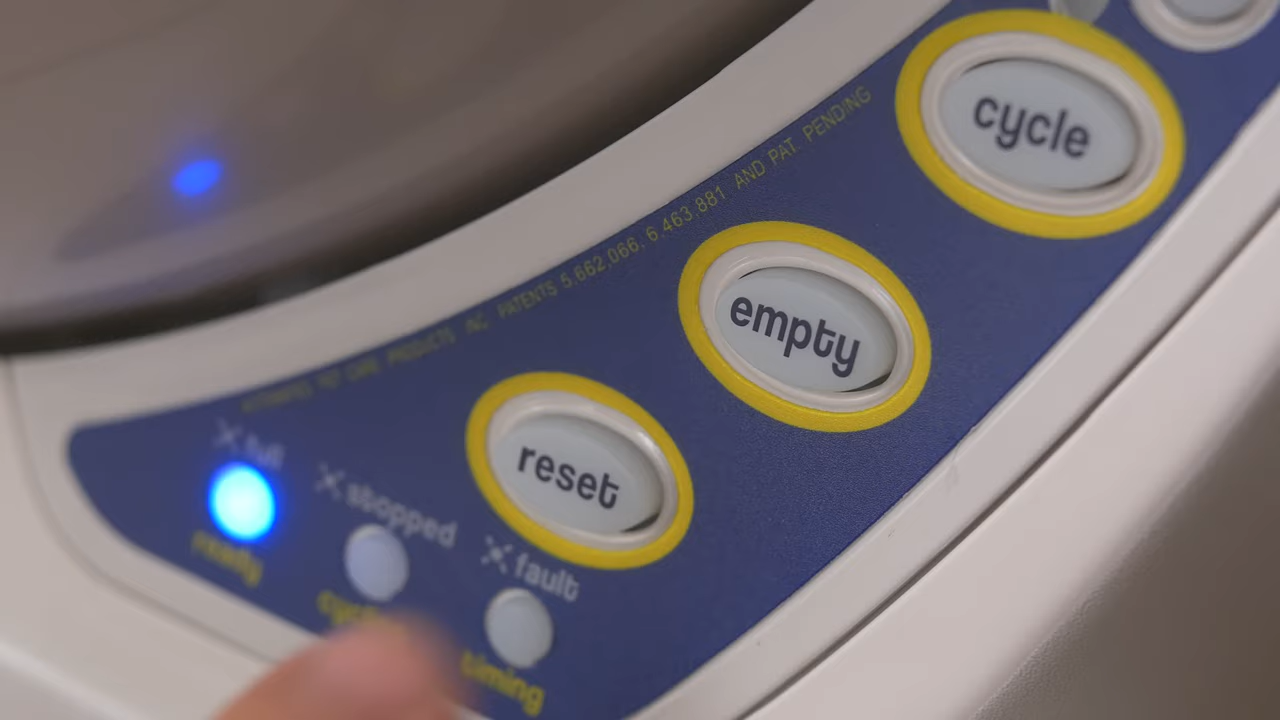 cycle
PATENTS 5,662,066. 6.463.881 AND PAT. PENDING
empty
reset
full
ready
stopped
fault
timing